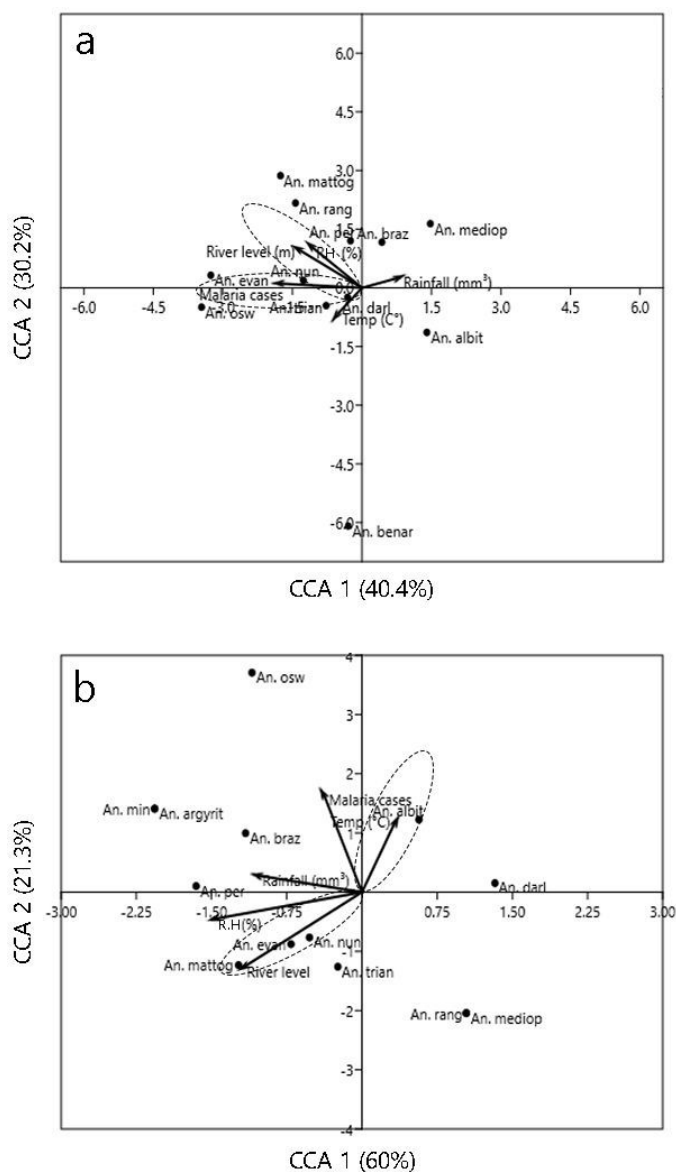 a
6.0
4.5
3.0
An. mattog
An. rang
1.5
An. per An. braz
An. mediop
River level (m)
RH (%)
An. nun
An. evan
0.0
Rainfall (mm³)
-6.0 -4.5 -3.0 -1.5 1.5 3.0 4.5 6.0
Malaria cases
An. osw
An. trian
An. darl
Temp (C°)
An. albit
-1.5
-3.0
-4.5
-6.0
An. benar
CCA 2 (30.2%)
CCA 1 (40.4%)
b
4
An. osw
3
2
Malaria cases
An. min An. argyrit
An. albit
Temp (°C)
1
An. braz
Rainfall (mm³)
An. per
An. darl
-3.00 -2.25 -1.50 -0.75 0.75 1.50 2.25 3.00
R.H(%)
An. evan An. nun
-1
An. mattog River level An. trian
-2
An. rang An. mediop
-3
-4
CCA 2 (21.3%)
CCA 1 (60%)